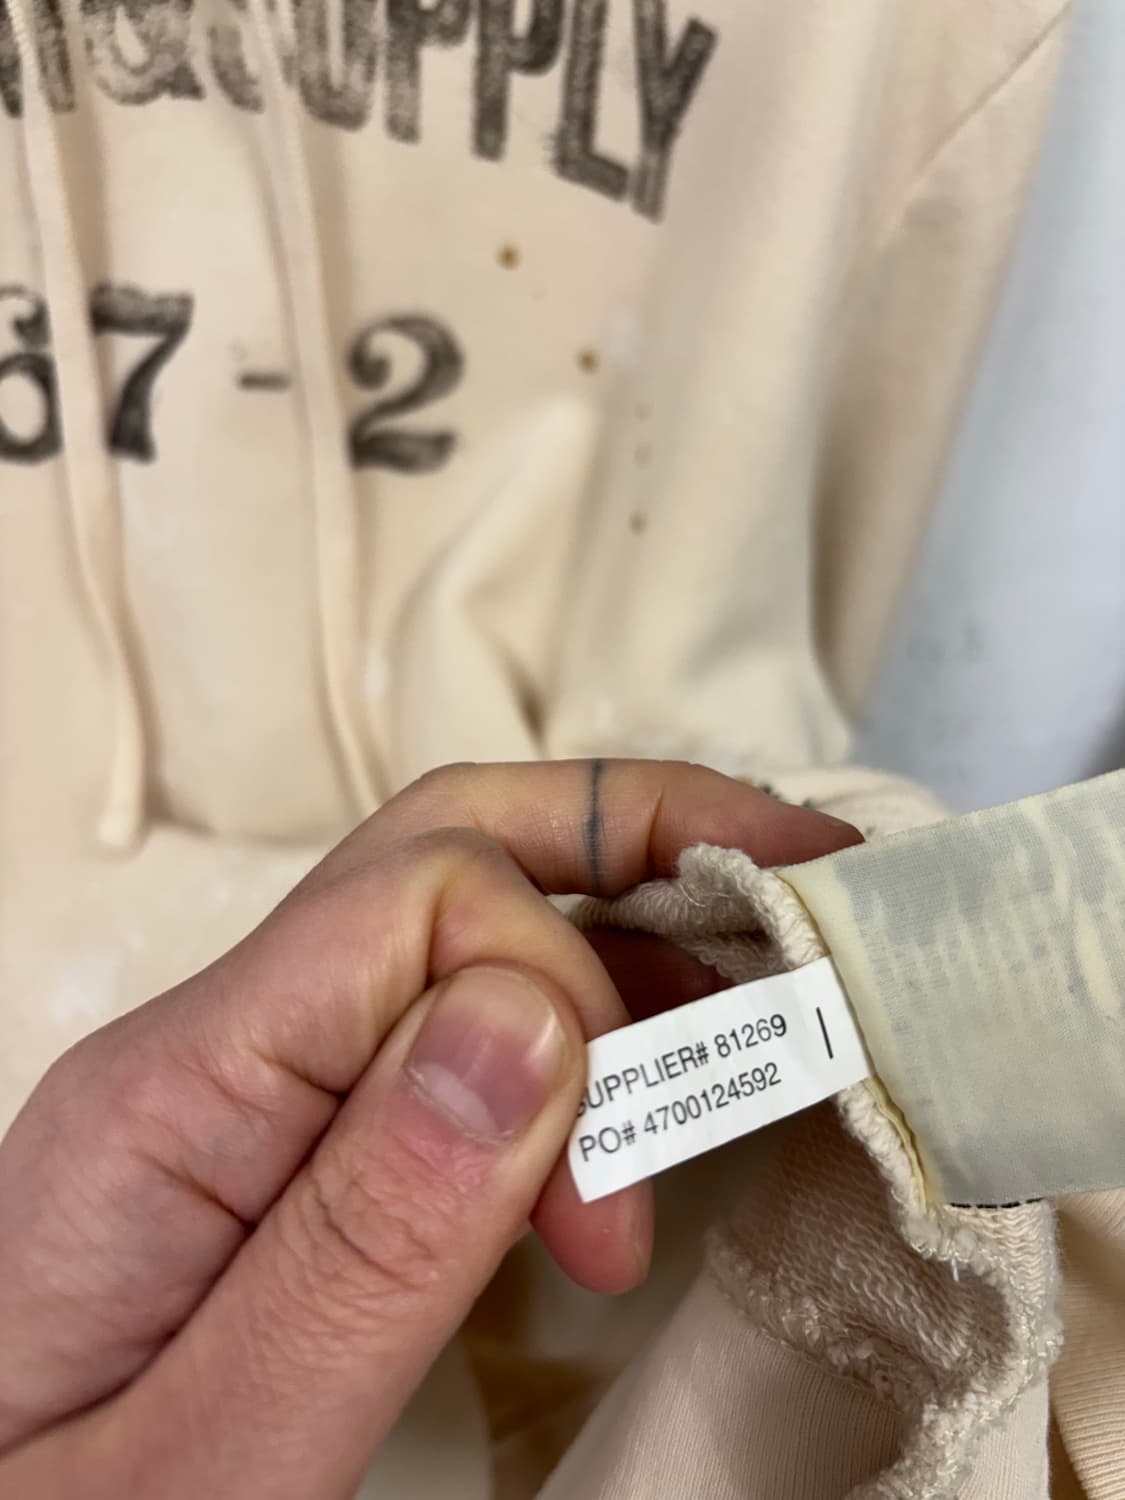 &SUPPLY
67-2
SUPPLIER# 81269
PO# 4700124592